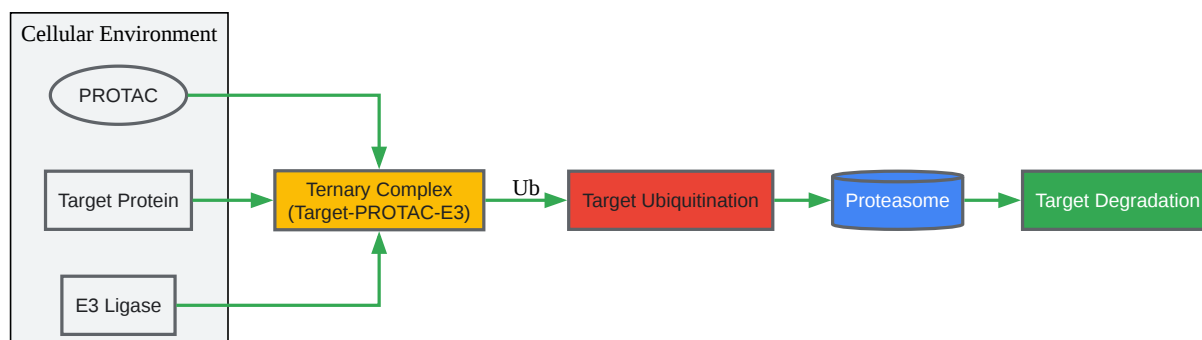 Cellular Environment
PROTAC
Target Protein
E3 Ligase
Ternary Complex
(Target-PROTAC-E3)
Ub
Target Ubiquitination
Proteasome
Target Degradation